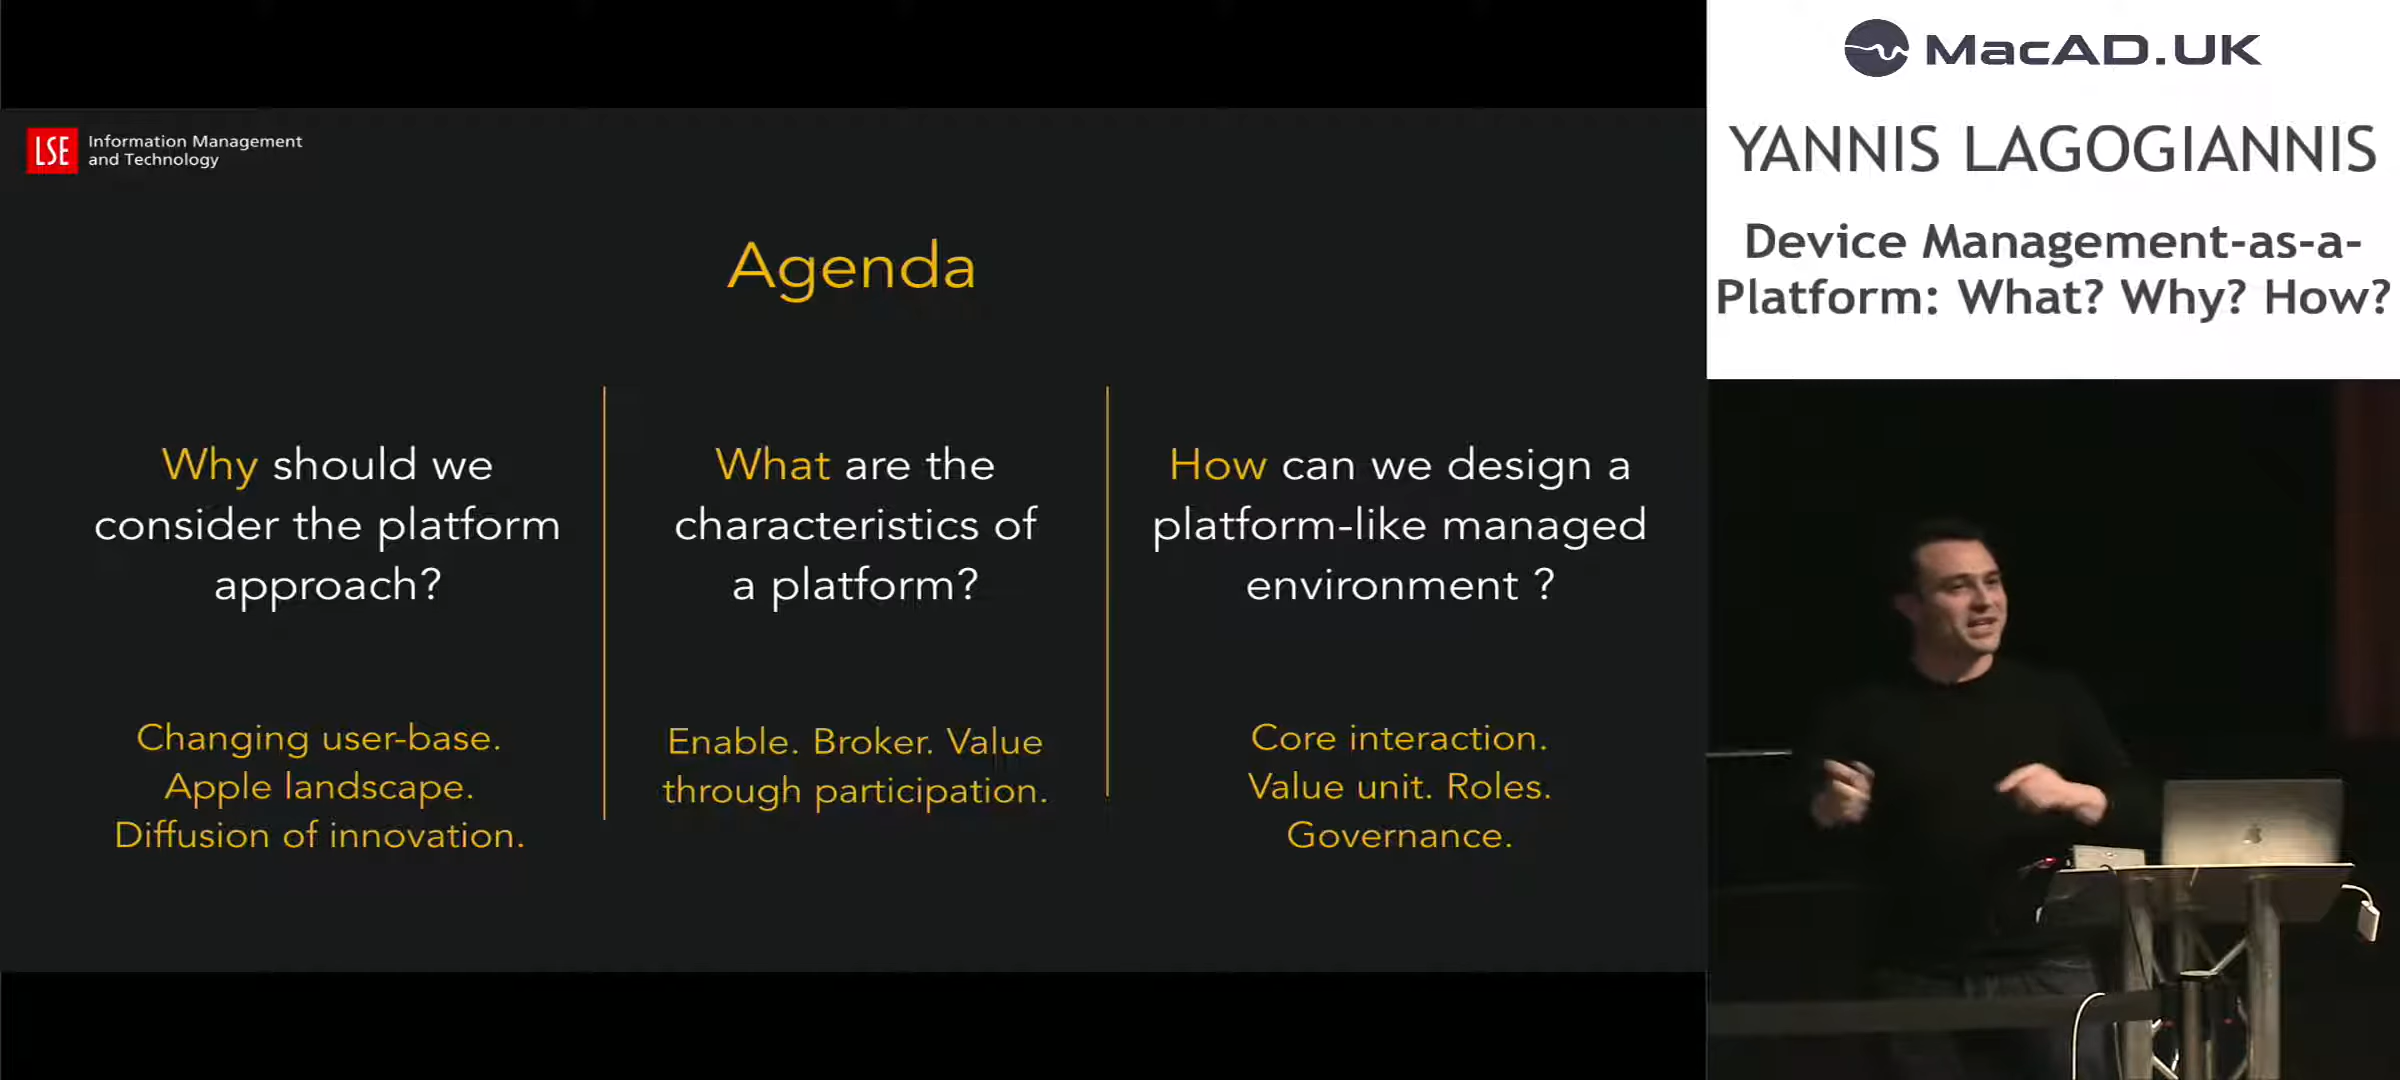 LSE
Information Management
and Technology
Agenda
Why should we
consider the platform
approach?
Changing user-base.
Apple landscape.
Diffusion of innovation.
What are the
characteristics of
a platform?
Enable. Broker. Value
through participation.
How can we design a
platform-like managed
environment ?
Core interaction.
Value unit. Roles.
Governance.
MacAD.UK
YANNIS LAGOGIANNIS
Device Management-as-a-
Platform: What? Why? How?